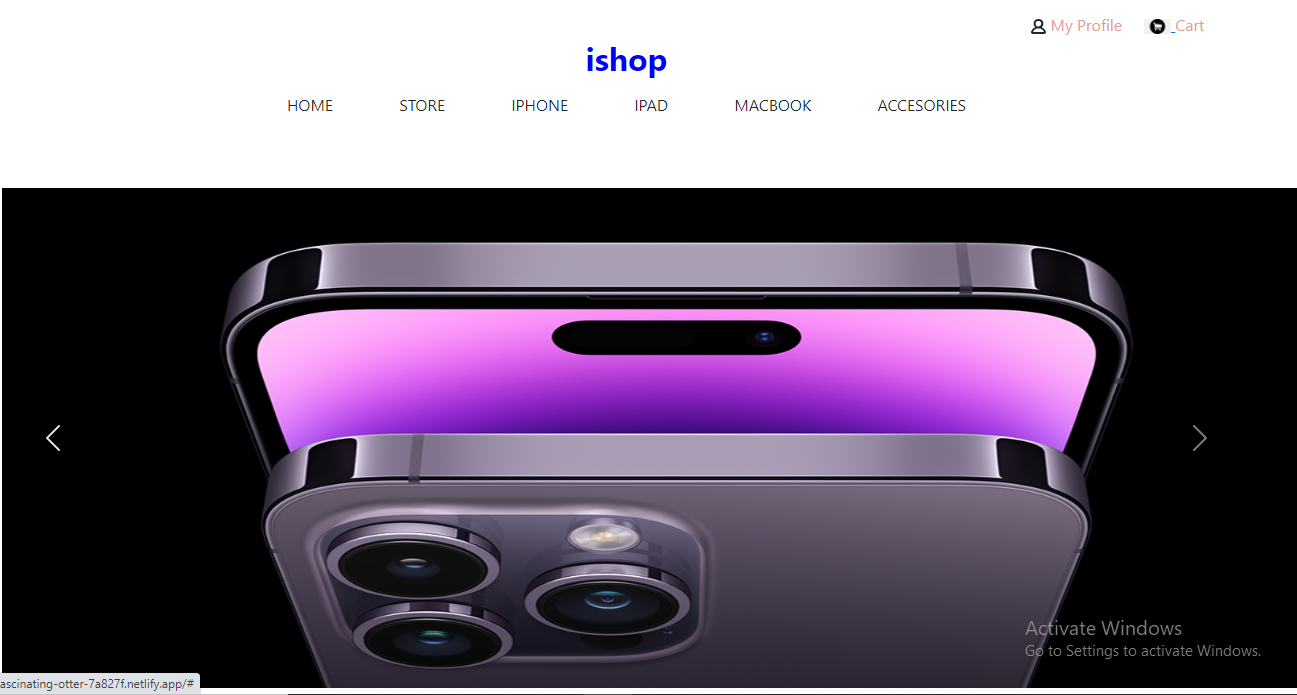 My Profile Cart
ishop
HOME STORE IPHONE IPAD MACBOOK ACCESORIES
Activate Windows
Go to Settings to activate Windows.
ascinating-otter-7a827f.netlify.app/#